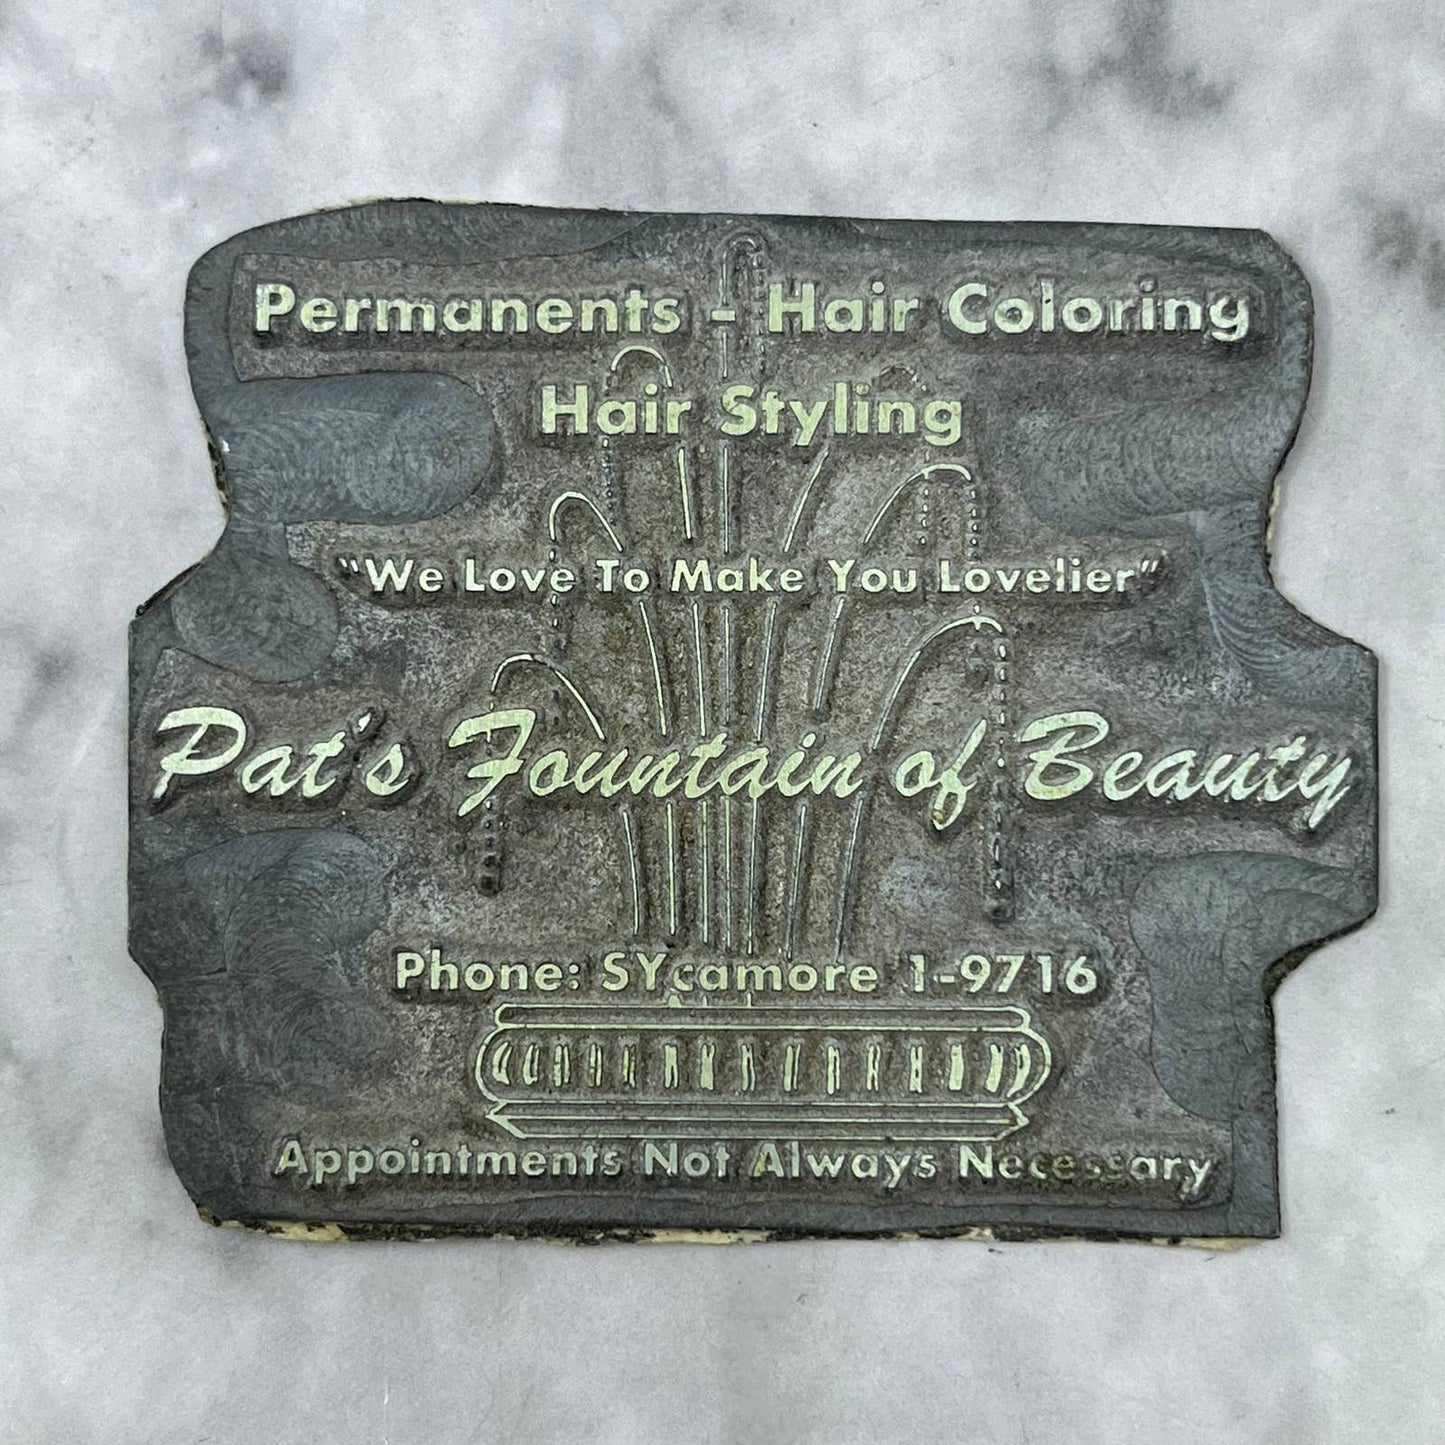 Permanents - Hair Coloring
Hair Styling
"We Love To Make You Lovelier"
Pat's Fountain of Beauty
Phone: SYcamore 1-9716
Appointments Not Always Necessary